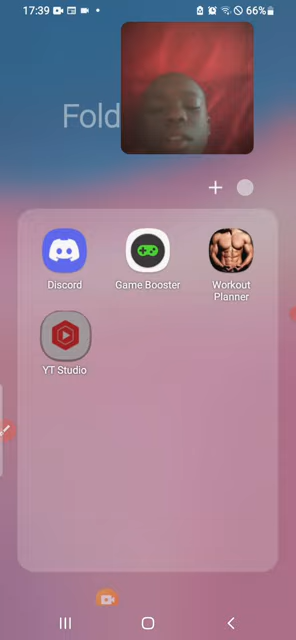 17:39 66%
Fold
Discord
Game Booster
Workout
Planner
YT Studio